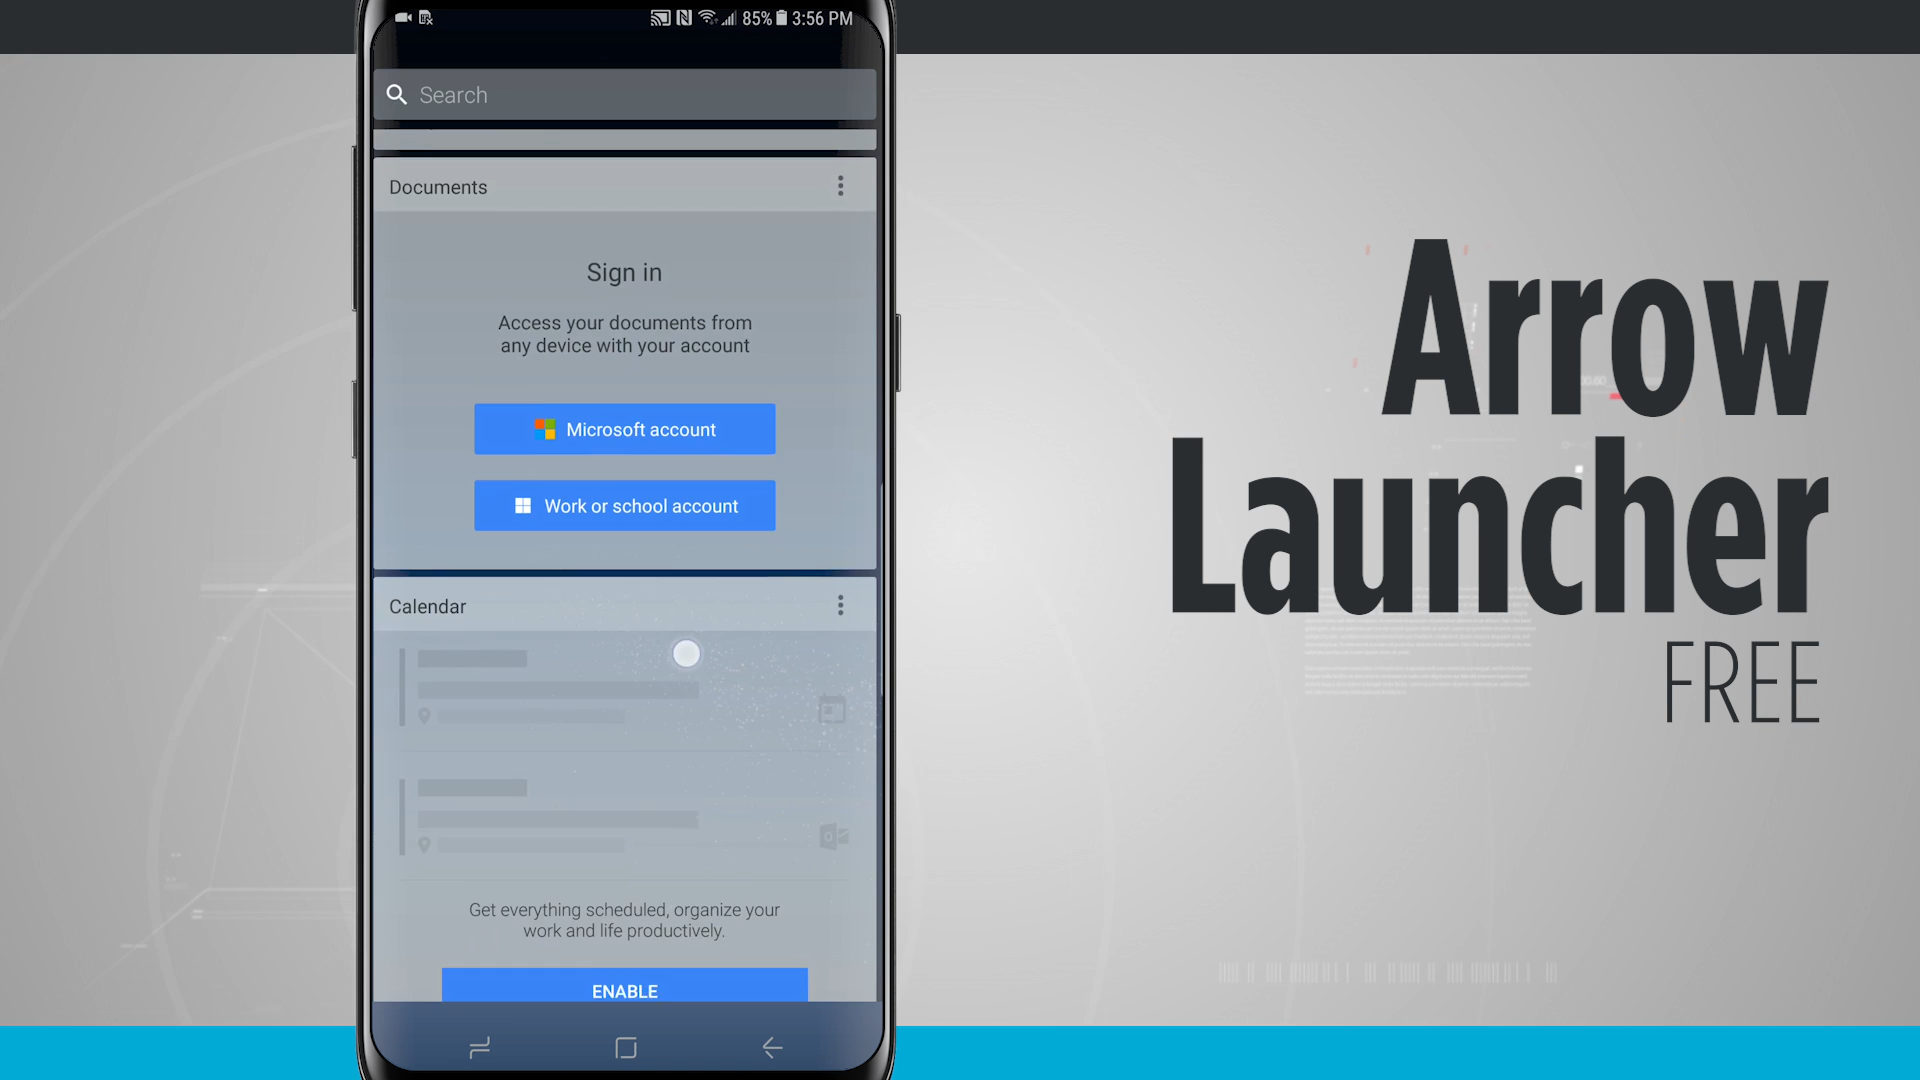 85% 3:56 PM
Search
Documents
Sign in
Access your documents from
any device with your account
Microsoft account
Work or school account
Calendar
Get everything scheduled, organize your
work and life productively.
ENABLE
Arrow
Launcher
FREE